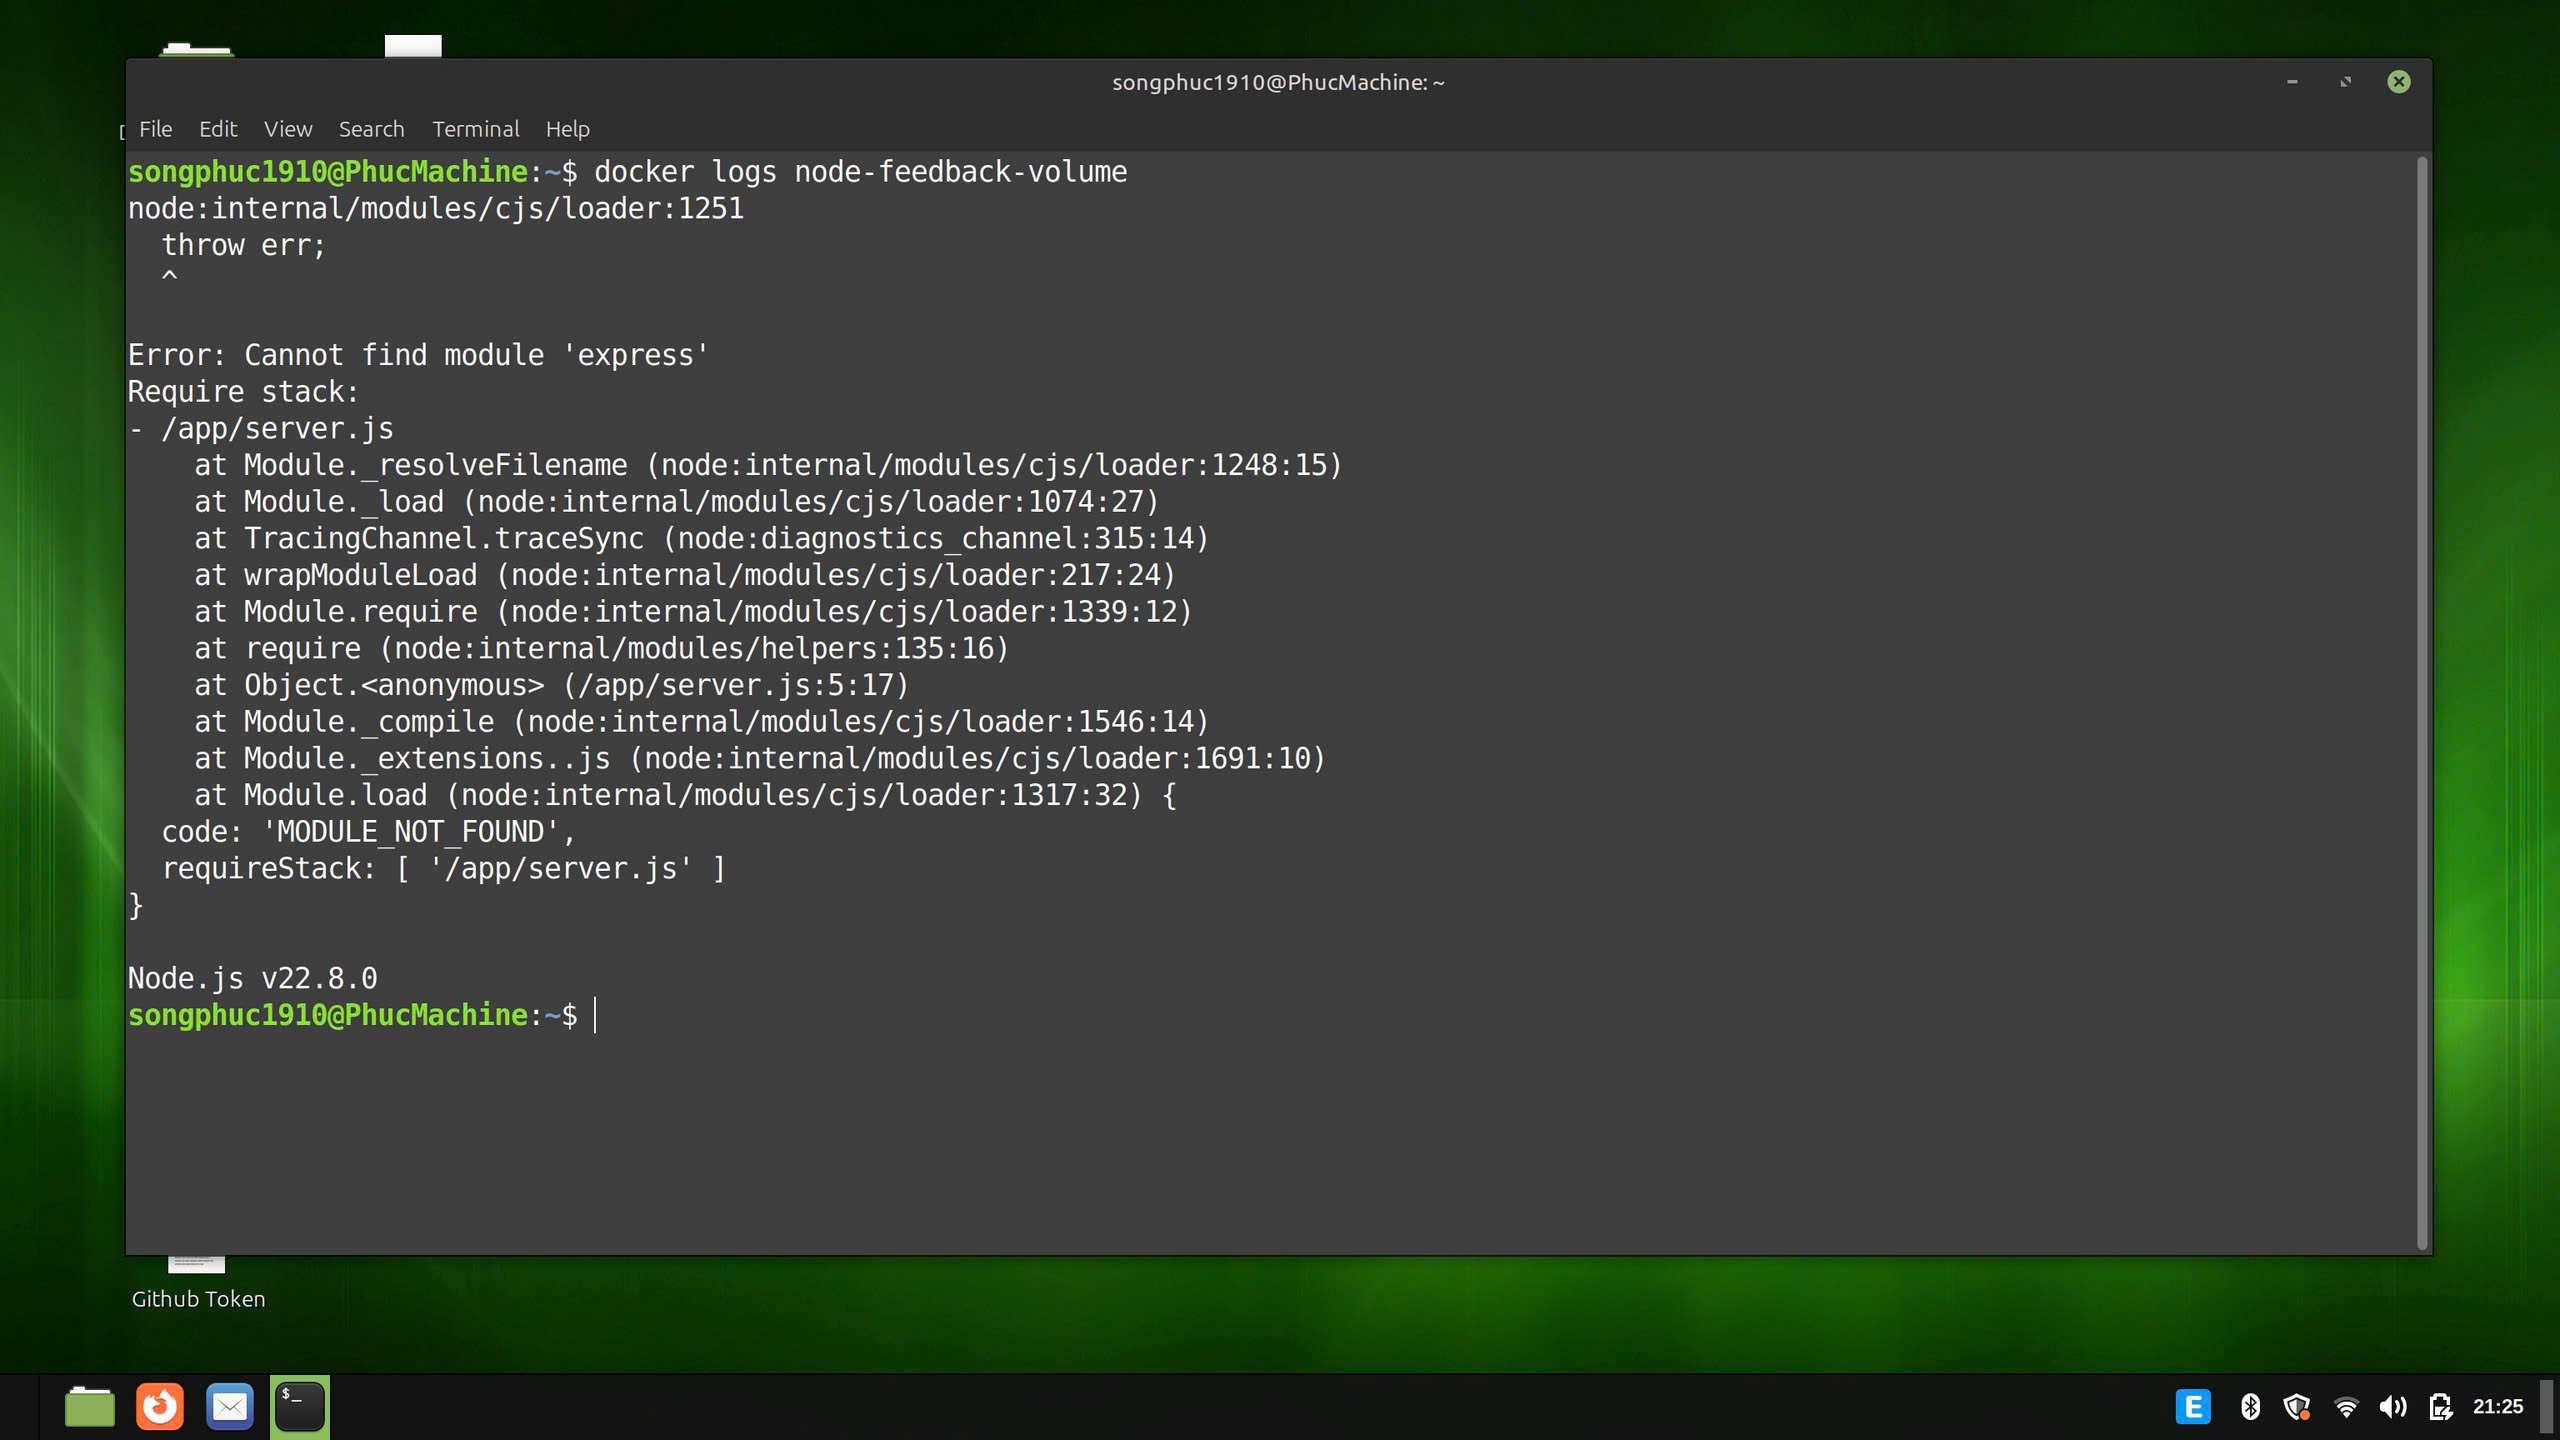 songphuc1910@PhucMachine: ~
File Edit View Search Terminal Help
songphuc1910@PhucMachine:~$ docker logs node-feedback-volume
node:internal/modules/cjs/loader:1251
  throw err;
  ^

Error: Cannot find module 'express'
Require stack:
- /app/server.js
    at Module._resolveFilename (node:internal/modules/cjs/loader:1248:15)
    at Module._load (node:internal/modules/cjs/loader:1074:27)
    at TracingChannel.traceSync (node:diagnostics_channel:315:14)
    at wrapModuleLoad (node:internal/modules/cjs/loader:217:24)
    at Module.require (node:internal/modules/cjs/loader:1339:12)
    at require (node:internal/modules/helpers:135:16)
    at Object.<anonymous> (/app/server.js:5:17)
    at Module._compile (node:internal/modules/cjs/loader:1546:14)
    at Module._extensions..js (node:internal/modules/cjs/loader:1691:10)
    at Module.load (node:internal/modules/cjs/loader:1317:32) {
  code: 'MODULE_NOT_FOUND',
  requireStack: [ '/app/server.js' ]
}

Node.js v22.8.0
songphuc1910@PhucMachine:~$
Github Token
$_
E
21:25